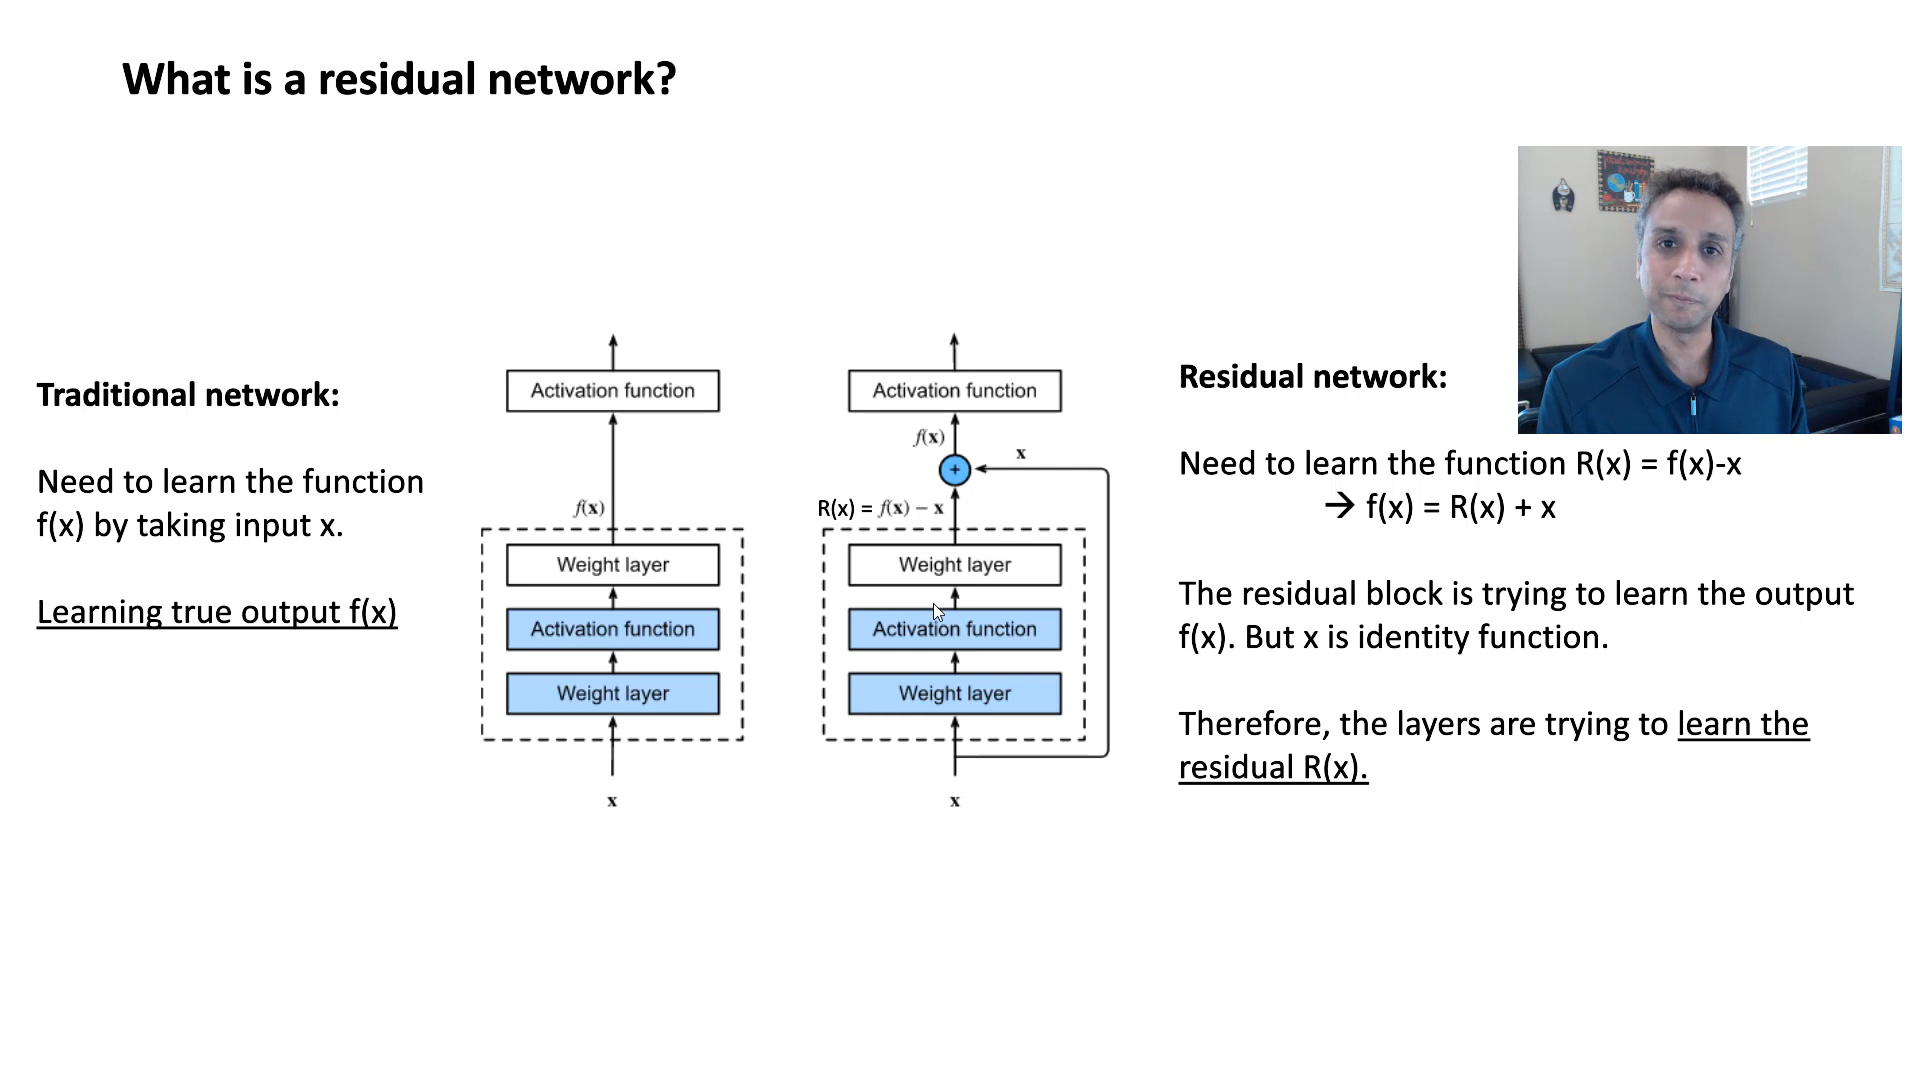 What is a residual network?
Traditional network:
Need to learn the function
f(x) by taking input x.
Learning true output f(x)
Activation function
f(x)
Weight layer
Activation function
Weight layer
x
Activation function
f(x)
x
+
R(x) = f(x) − x
Weight layer
Activation function
Weight layer
x
Residual network:
Need to learn the function R(x) = f(x)-x
→ f(x) = R(x) + x
The residual block is trying to learn the output
f(x). But x is identity function.
Therefore, the layers are trying to learn the
residual R(x).